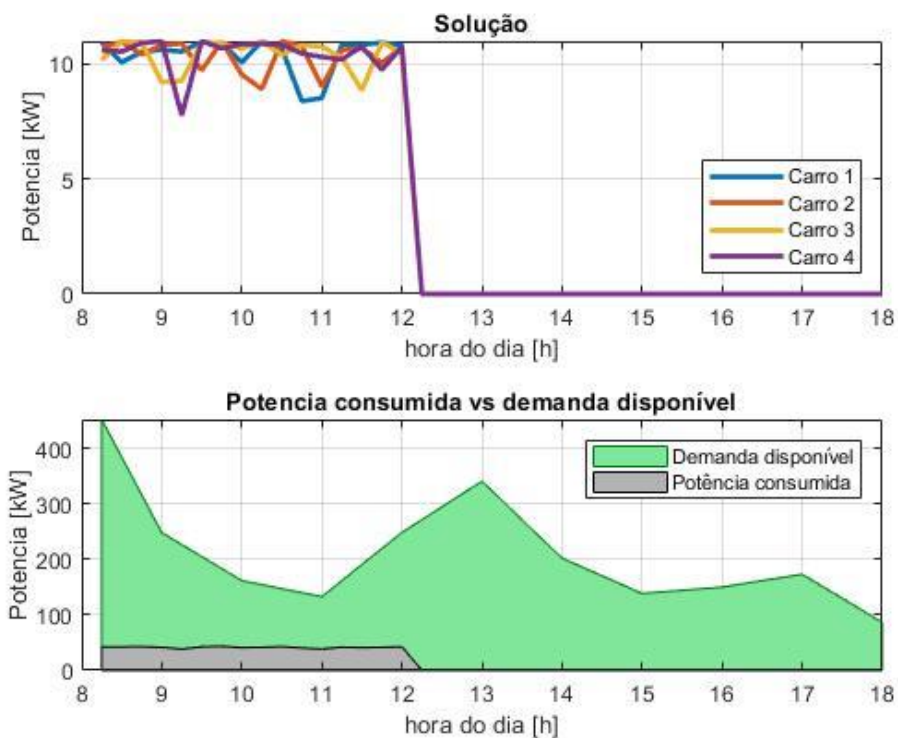 Solução
Potencia [kW]
10
5
0
8 9 10 11 12 13 14 15 16 17 18
hora do dia [h]
Carro 1
Carro 2
Carro 3
Carro 4
Potencia consumida vs demanda disponível
Potencia [kW]
400
300
200
100
0
8 9 10 11 12 13 14 15 16 17 18
hora do dia [h]
Demanda disponível
Potência consumida